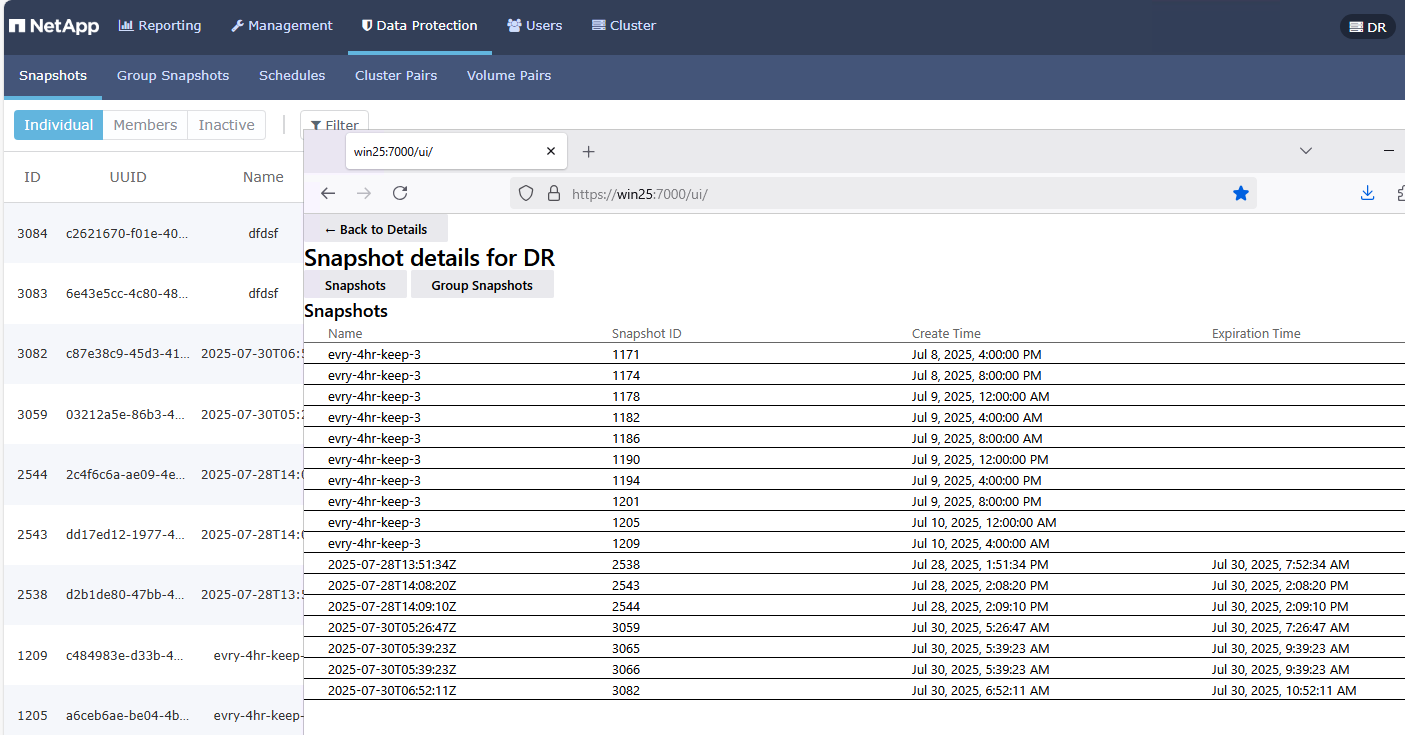 NetApp Reporting Management Data Protection Users Cluster DR
Snapshots Group Snapshots Schedules Cluster Pairs Volume Pairs
Individual Members Inactive Filter
ID UUID Name
3084 c2621670-f01e-40... dfdsf
3083 6e43e5cc-4c80-48... dfdsf
3082 c87e38c9-45d3-41... 2025-07-30T06:5
3059 03212a5e-86b3-4... 2025-07-30T05:2
2544 2c4f6c6a-ae09-4e... 2025-07-28T14:0
2543 dd17ed12-1977-4... 2025-07-28T14:0
2538 d2b1de80-47bb-4... 2025-07-28T13:5
1209 c484983e-d33b-4... evry-4hr-keep-
1205 a6ceb6ae-be04-4b... evry-4hr-keep-
win25:7000/ui/
https://win25:7000/ui/
← Back to Details
Snapshot details for DR
Snapshots Group Snapshots
Snapshots
Name Snapshot ID Create Time Expiration Time
evry-4hr-keep-3 1171 Jul 8, 2025, 4:00:00 PM
evry-4hr-keep-3 1174 Jul 8, 2025, 8:00:00 PM
evry-4hr-keep-3 1178 Jul 9, 2025, 12:00:00 AM
evry-4hr-keep-3 1182 Jul 9, 2025, 4:00:00 AM
evry-4hr-keep-3 1186 Jul 9, 2025, 8:00:00 AM
evry-4hr-keep-3 1190 Jul 9, 2025, 12:00:00 PM
evry-4hr-keep-3 1194 Jul 9, 2025, 4:00:00 PM
evry-4hr-keep-3 1201 Jul 9, 2025, 8:00:00 PM
evry-4hr-keep-3 1205 Jul 10, 2025, 12:00:00 AM
evry-4hr-keep-3 1209 Jul 10, 2025, 4:00:00 AM
2025-07-28T13:51:34Z 2538 Jul 28, 2025, 1:51:34 PM Jul 30, 2025, 7:52:34 AM
2025-07-28T14:08:20Z 2543 Jul 28, 2025, 2:08:20 PM Jul 30, 2025, 2:08:20 PM
2025-07-28T14:09:10Z 2544 Jul 28, 2025, 2:09:10 PM Jul 30, 2025, 2:09:10 PM
2025-07-30T05:26:47Z 3059 Jul 30, 2025, 5:26:47 AM Jul 30, 2025, 7:26:47 AM
2025-07-30T05:39:23Z 3065 Jul 30, 2025, 5:39:23 AM Jul 30, 2025, 9:39:23 AM
2025-07-30T05:39:23Z 3066 Jul 30, 2025, 5:39:23 AM Jul 30, 2025, 9:39:23 AM
2025-07-30T06:52:11Z 3082 Jul 30, 2025, 6:52:11 AM Jul 30, 2025, 10:52:11 AM